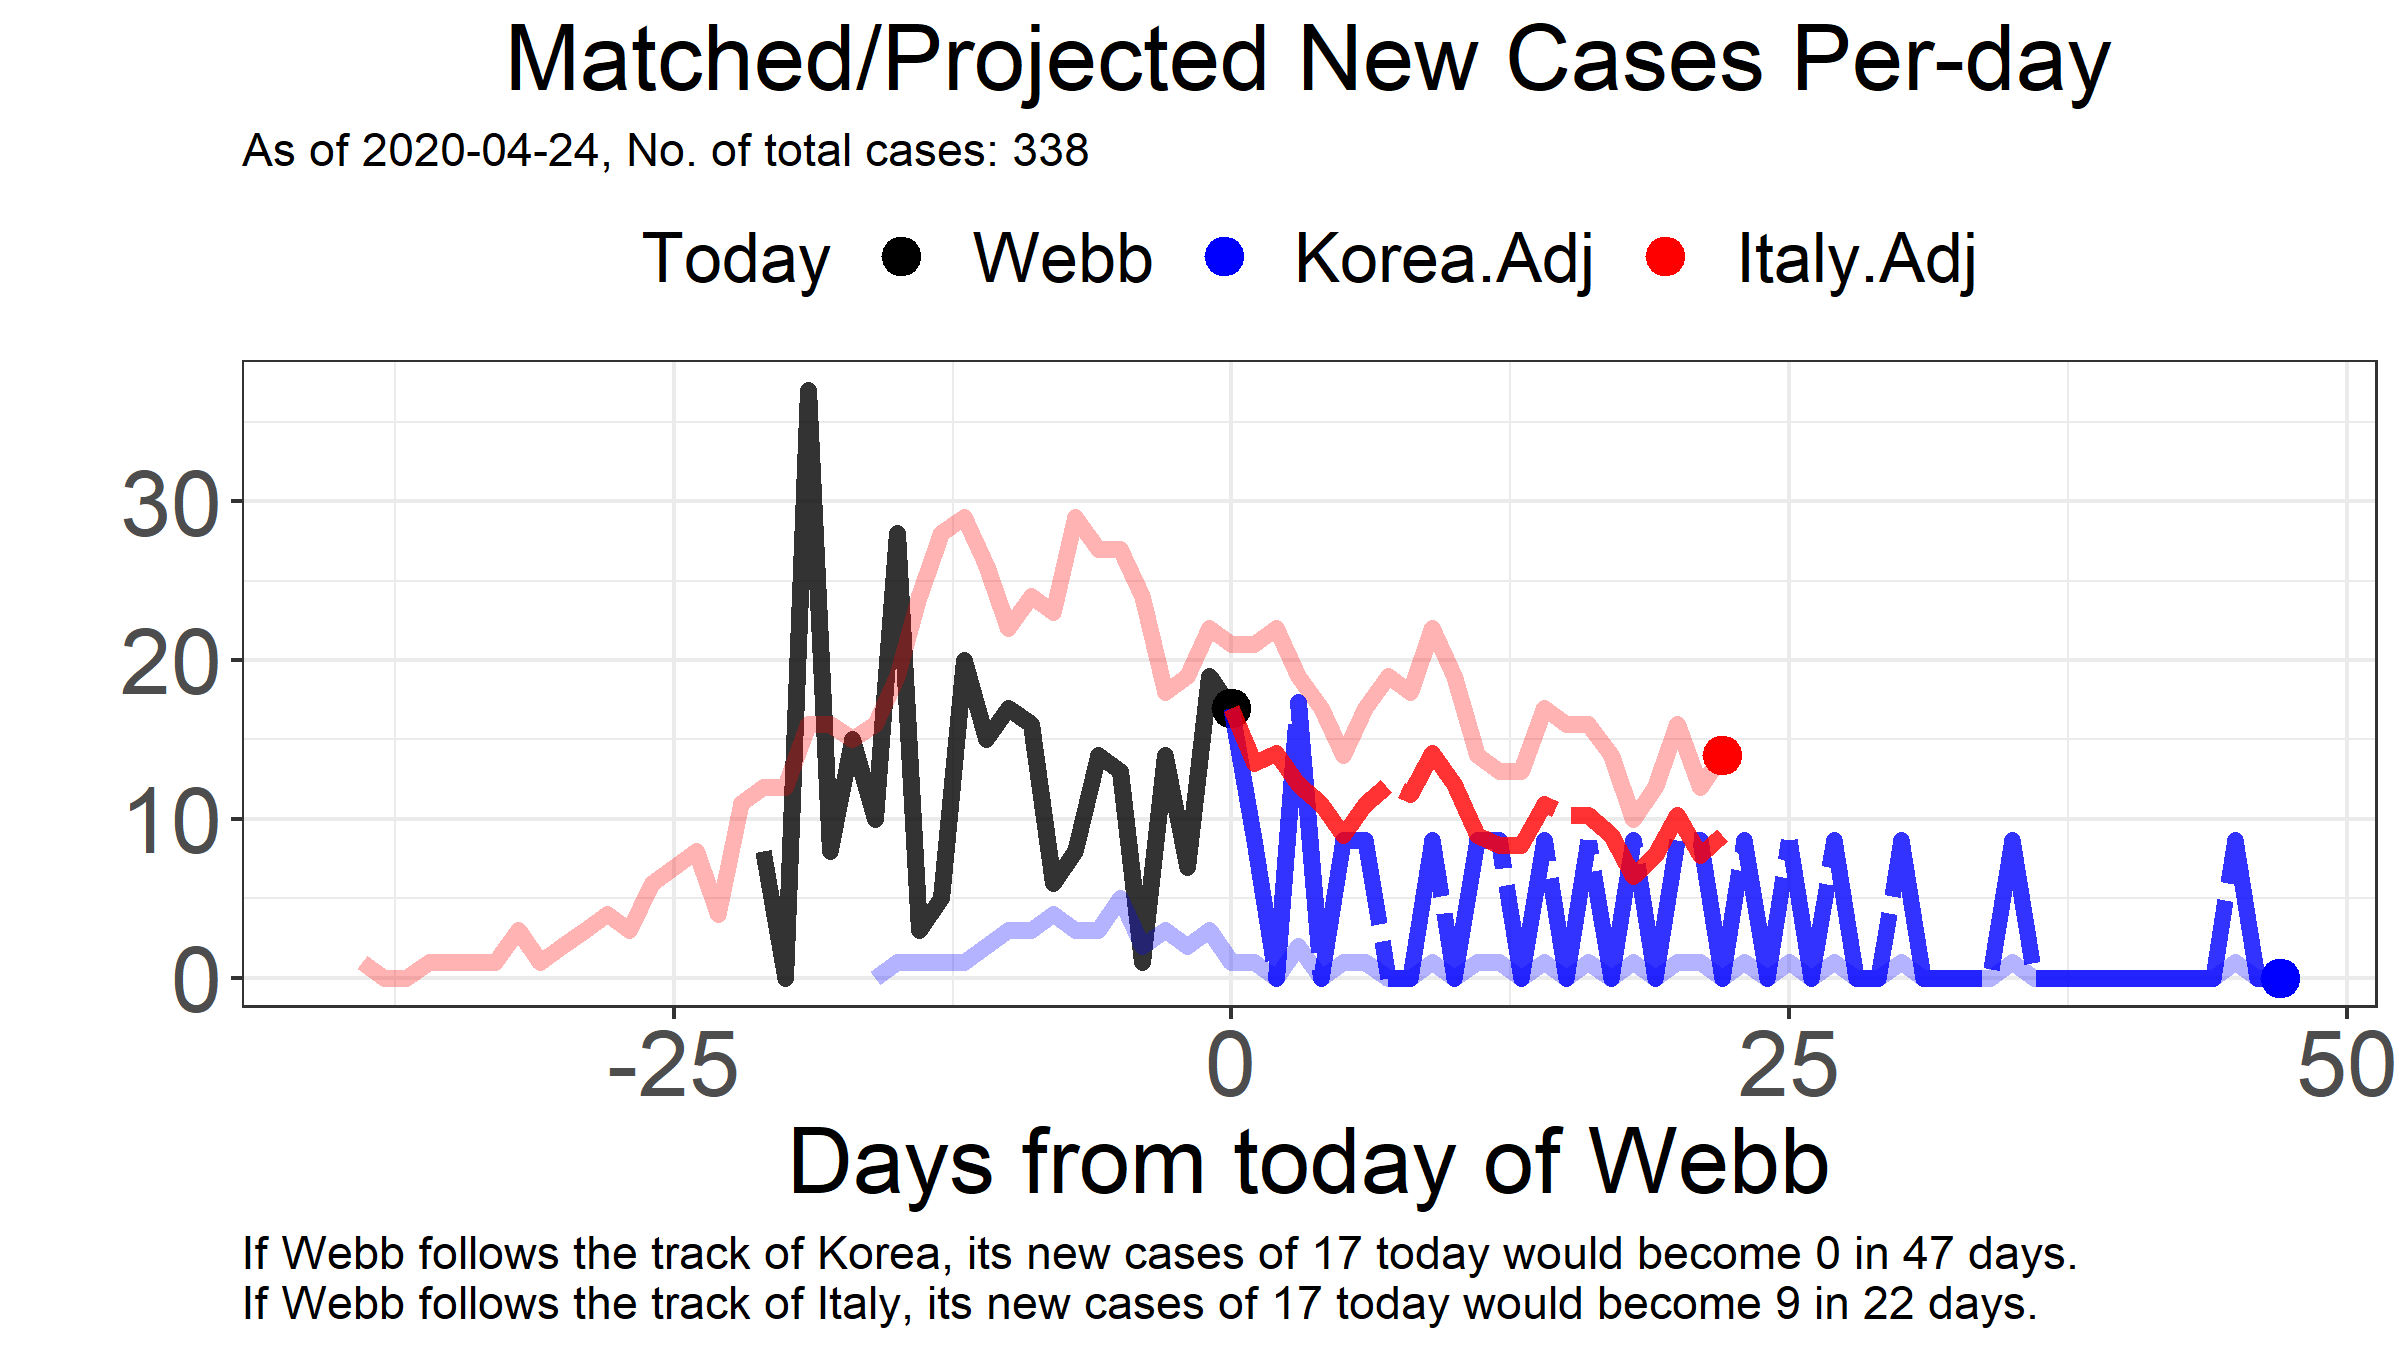 Matched/Projected New Cases Per-day
As of 2020-04-24, No. of total cases: 338
Today Webb Korea.Adj Italy.Adj
30
20
10
0
-25 0 25 50
Days from today of Webb
If Webb follows the track of Korea, its new cases of 17 today would become 0 in 47 days.
If Webb follows the track of Italy, its new cases of 17 today would become 9 in 22 days.